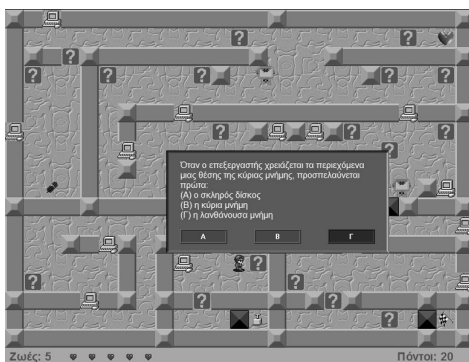 Όταν ο επεξεργαστής χρειάζεται τα περιεχόμενα
μιας θέσης της κύριας μνήμης, προσπελαύνεται
πρώτα:
(Α) ο σκληρός δίσκος
(Β) η κύρια μνήμη
(Γ) η λανθάνουσα μνήμη
Α Β Γ
Ζωές: 5 Πόντοι: 20